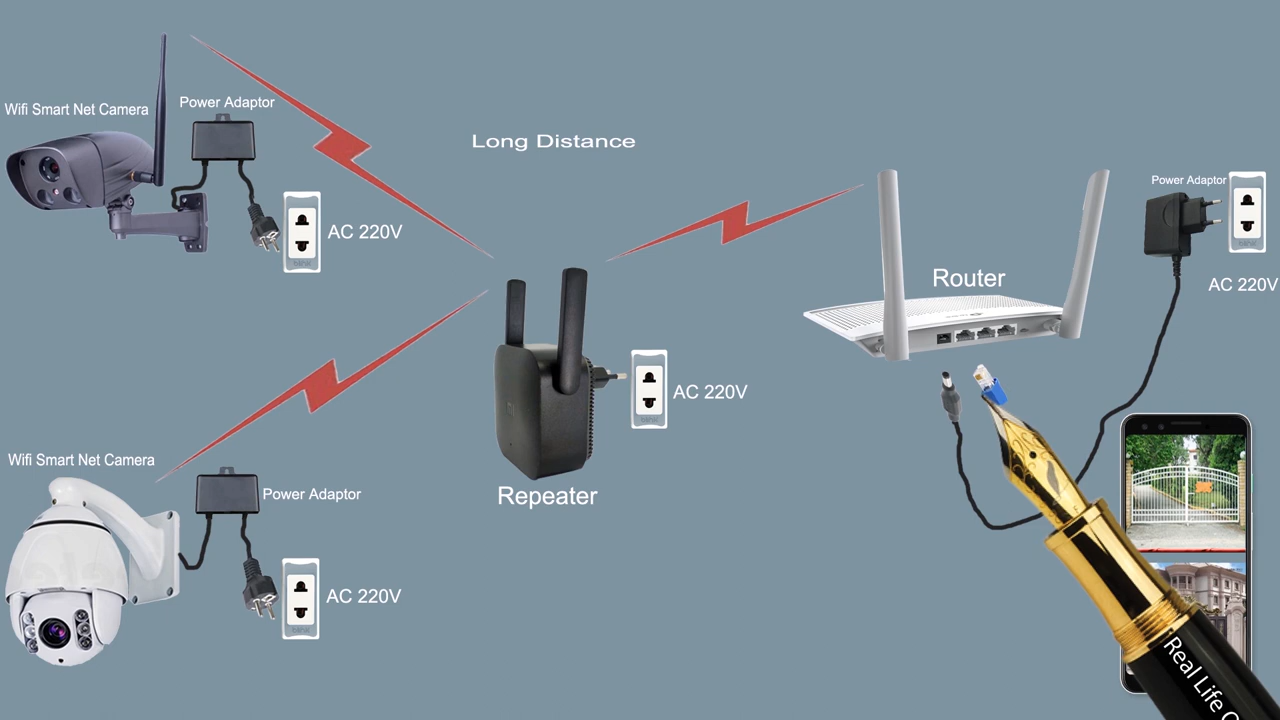 Wifi Smart Net Camera
Power Adaptor
AC 220V
Long Distance
Power Adaptor
AC 220V
Router
AC 220V
Repeater
Wifi Smart Net Camera
Power Adaptor
AC 220V
Real Life